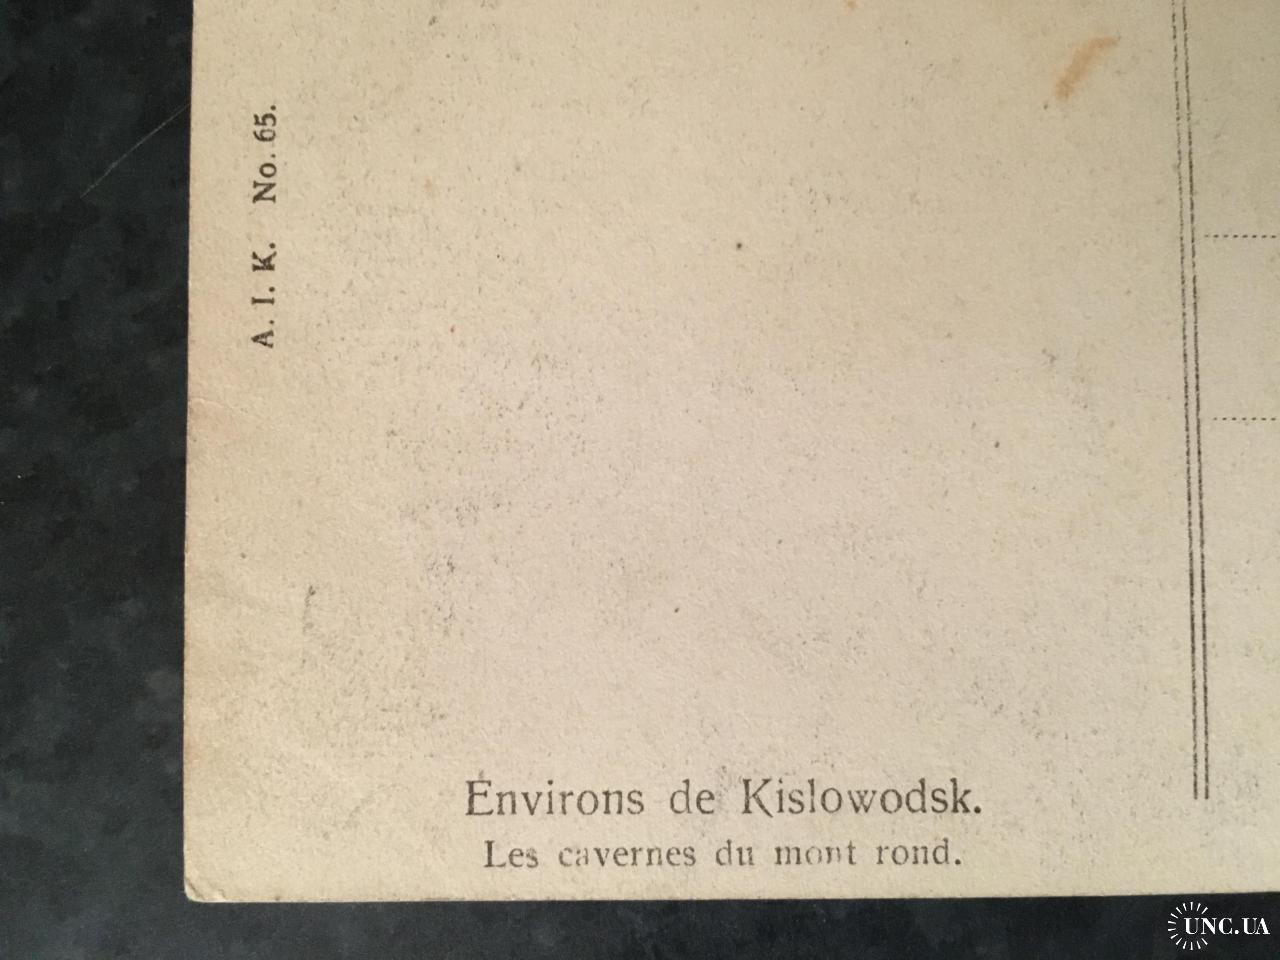 A. I. K. No. 65.
Environs de Kislowodsk.
Les cavernes du mont rond.
UNC.UA